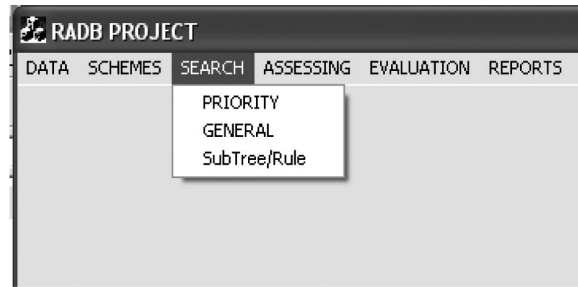 RADB PROJECT
DATA SCHEMES SEARCH ASSESSING EVALUATION REPORTS
PRIORITY
GENERAL
SubTree/Rule